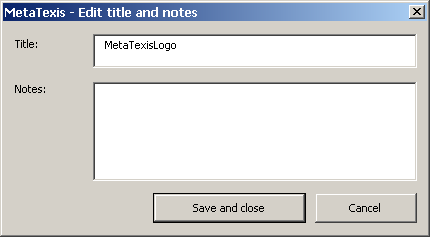 MetaTexis - Edit title and notes
Title:
MetaTexisLogo
Notes:
Save and close
Cancel